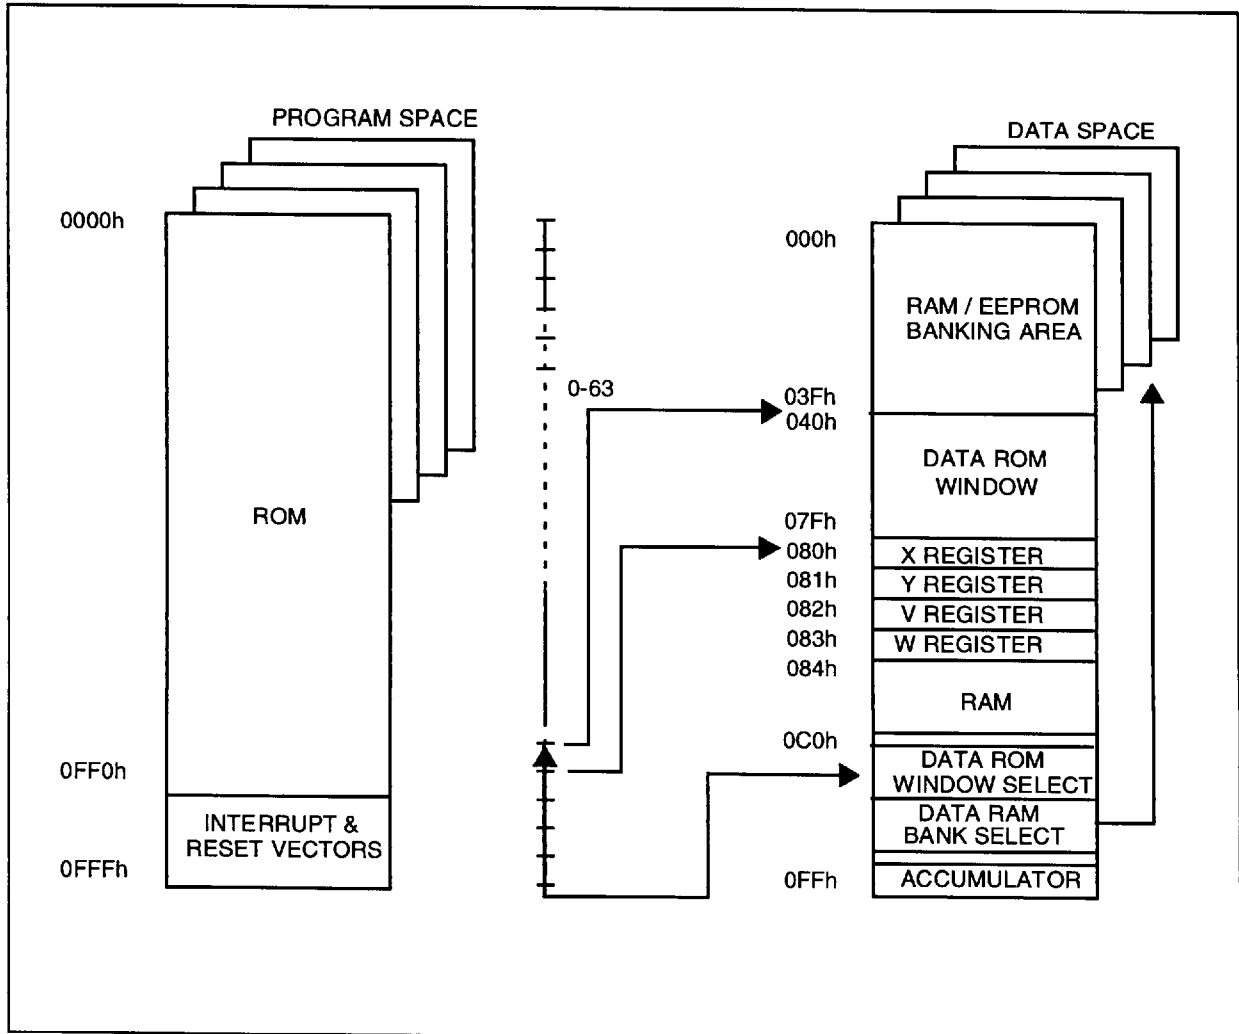 PROGRAM SPACE
0000h
ROM
0FF0h
INTERRUPT &
RESET VECTORS
0FFFh
0-63
DATA SPACE
000h
RAM / EEPROM
BANKING AREA
03Fh
040h
DATA ROM
WINDOW
07Fh
080h
X REGISTER
081h
Y REGISTER
082h
V REGISTER
083h
W REGISTER
084h
RAM
0C0h
DATA ROM
WINDOW SELECT
DATA RAM
BANK SELECT
0FFh
ACCUMULATOR